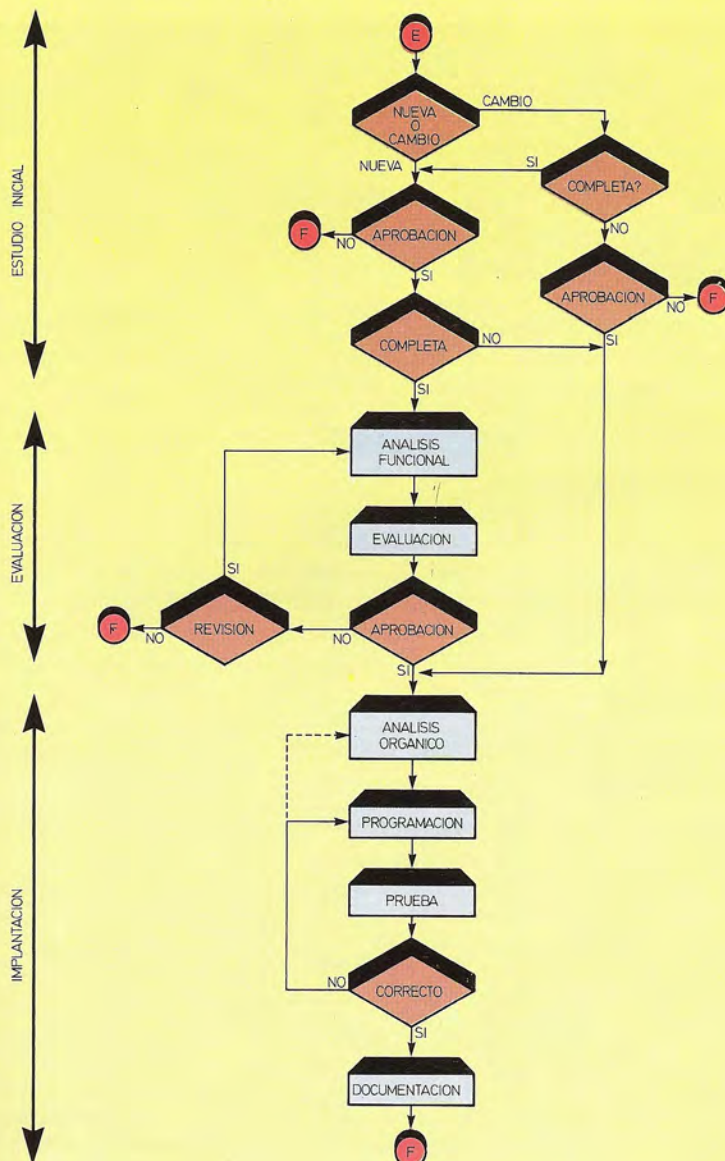 E
NUEVA
O
CAMBIO
CAMBIO
NUEVA
SI
COMPLETA?
NO
F
NO
APROBACION
SI
APROBACION
NO
F
SI
COMPLETA
NO
SI
ESTUDIO INICIAL
ANALISIS
FUNCIONAL
EVALUACION
SI
F
NO
REVISION
NO
APROBACION
SI
EVALUACION
ANALISIS
ORGANICO
PROGRAMACION
PRUEBA
NO
CORRECTO
SI
DOCUMENTACION
F
IMPLANTACION